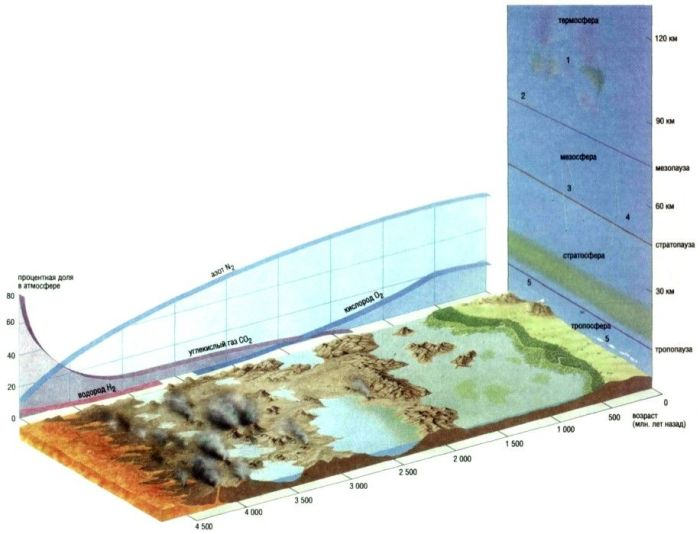 термосфера
120 км
1
2
90 км
мезосфера
мезопауза
3
60 км
4
стратопауза
стратосфера
азот N₂
процентная доля
в атмосфере
80
кислород O₂
5
30 км
60
тропосфера
5
углекислый газ CO₂
тропопауза
40
водород H₂
20
0
0
500
возраст
(млн. лет назад)
1 000
1 500
2 000
2 500
3 000
3 500
4 000
4 500